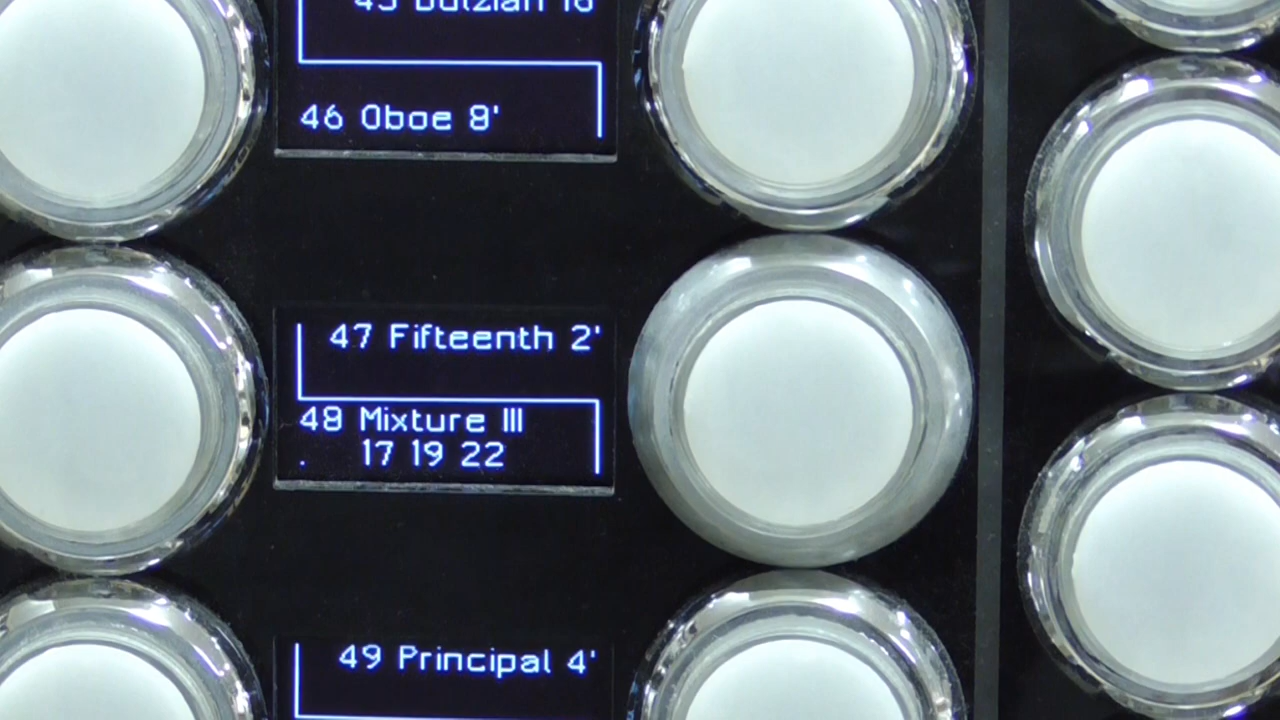 45 Dulzian 16
46 Oboe 8'
47 Fifteenth 2'
48 Mixture III
. 17 19 22
49 Principal 4'